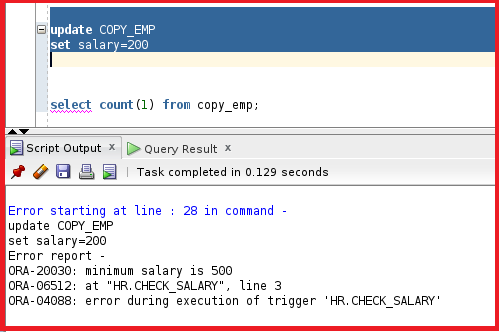 update COPY_EMP
set salary=200
select count(1) from copy_emp;
Script Output x Query Result x
Task completed in 0.129 seconds
Error starting at line : 28 in command -
update COPY_EMP
set salary=200
Error report -
ORA-20030: minimum salary is 500
ORA-06512: at "HR.CHECK_SALARY", line 3
ORA-04088: error during execution of trigger 'HR.CHECK_SALARY'